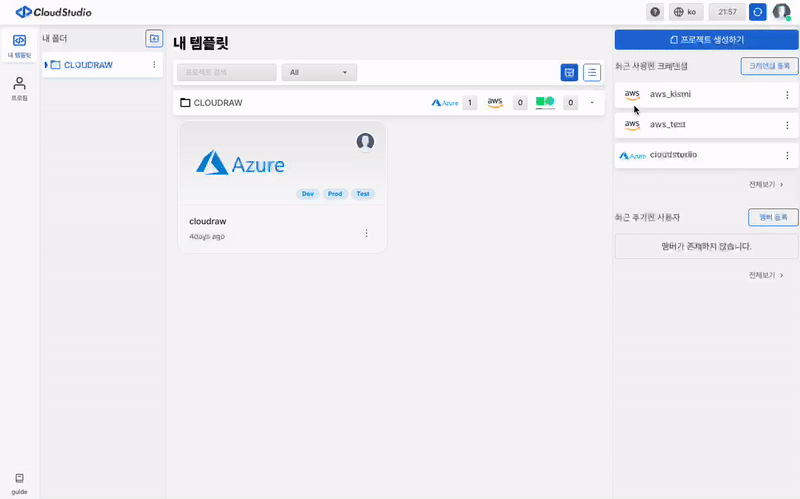 CloudStudio
ko
21:57
내 템플릿
프로필
guide
내 폴더
CLOUDRAW
내 템플릿
프로젝트 검색
All
CLOUDRAW
Azure 1 aws 0 0
Azure
Dev Prod Test
cloudraw
4days ago
프로젝트 생성하기
최근 사용한 크레덴셜
크레덴셜 등록
aws aws_kismi
aws aws_test
Azure cloudstudio
전체보기 >
최근 추가된 사용자
멤버 등록
멤버가 존재하지 않습니다.
전체보기 >